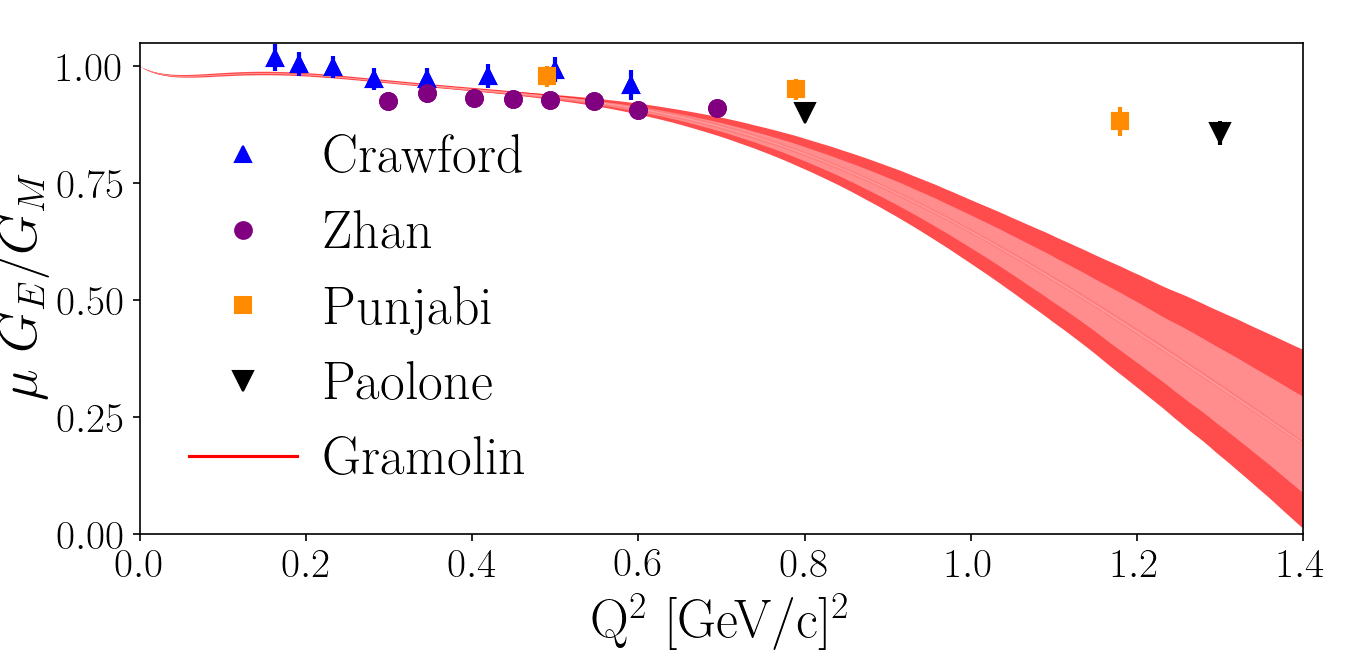 1.00
0.75
0.50
0.25
0.00
μ G_E/G_M
Crawford
Zhan
Punjabi
Paolone
Gramolin
0.0 0.2 0.4 0.6 0.8 1.0 1.2 1.4
Q² [GeV/c]²